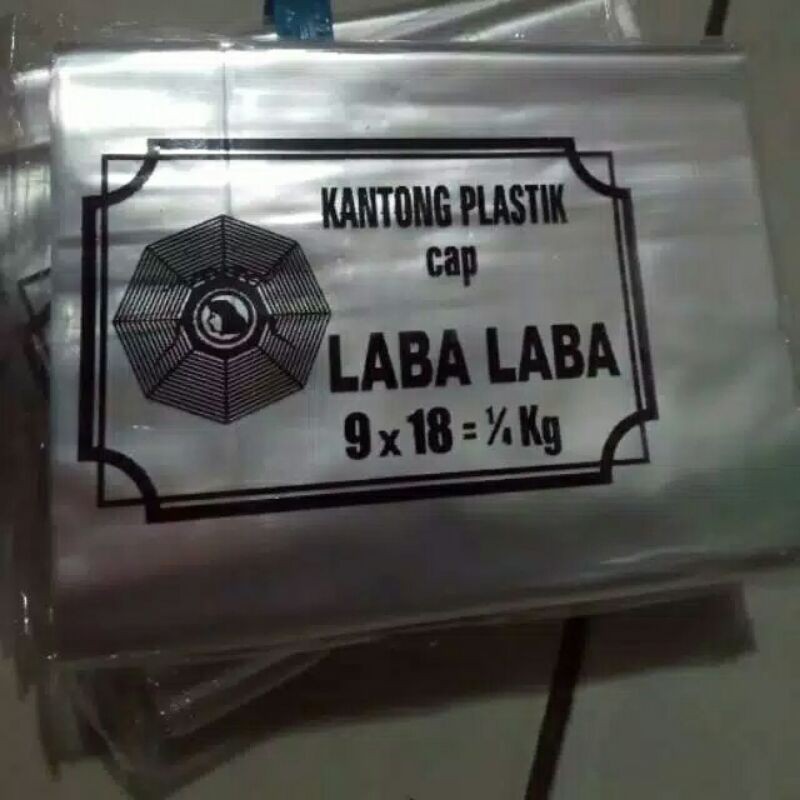 KANTONG PLASTIK
cap
LABA LABA
9 x 18 = ¼ Kg